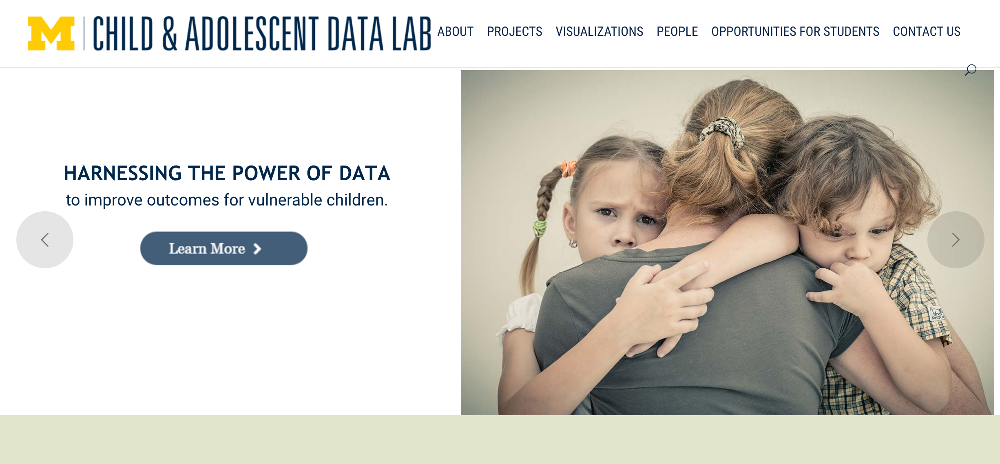 M CHILD & ADOLESCENT DATA LAB
ABOUT PROJECTS VISUALIZATIONS PEOPLE OPPORTUNITIES FOR STUDENTS CONTACT US
HARNESSING THE POWER OF DATA
to improve outcomes for vulnerable children.
Learn More
Soup